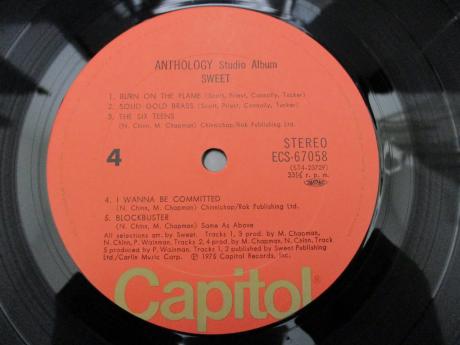 ANTHOLOGY Studio Album
SWEET
1. BURN ON THE FLAME (Scott, Priest, Connolly, Tucker)
2. SOLID GOLD BRASS (Scott, Priest, Connolly, Tucker)
3. THE SIX TEENS
(N. Chinn, M. Chapman) Chinnichap/Rak Publishing Ltd.
4
STEREO
ECS-67058
(ST4-23729)
33⅓ r. p. m.
4. I WANNA BE COMMITTED
(N. Chinn, M. Chapman) Chinnichap/Rak Publishing Ltd.
5. BLOCKBUSTER
(N. Chinn, M. Chapman) Same As Above
All selections arr. by Sweet. Tracks 1, 3 prod. by M. Chapman,
N. Chinn, P. Wainman, Tracks 2, 4 prod. by M. Chapman, N. Chinn, Track
5 produced by P. Wainman. Tracks 1, 2 published by Sweet Publishing
Ltd./Carlin Music Corp. ℗ 1975 Capitol Records, Inc.
Capitol®